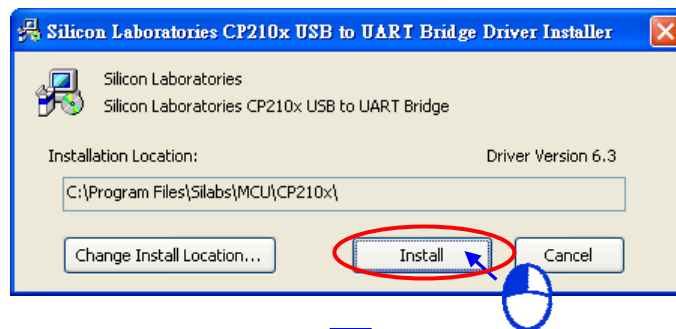 Silicon Laboratories CP210x USB to UART Bridge Driver Installer
Silicon Laboratories
Silicon Laboratories CP210x USB to UART Bridge
Installation Location: Driver Version 6.3
C:\Program Files\Silabs\MCU\CP210x\
Change Install Location... Install Cancel